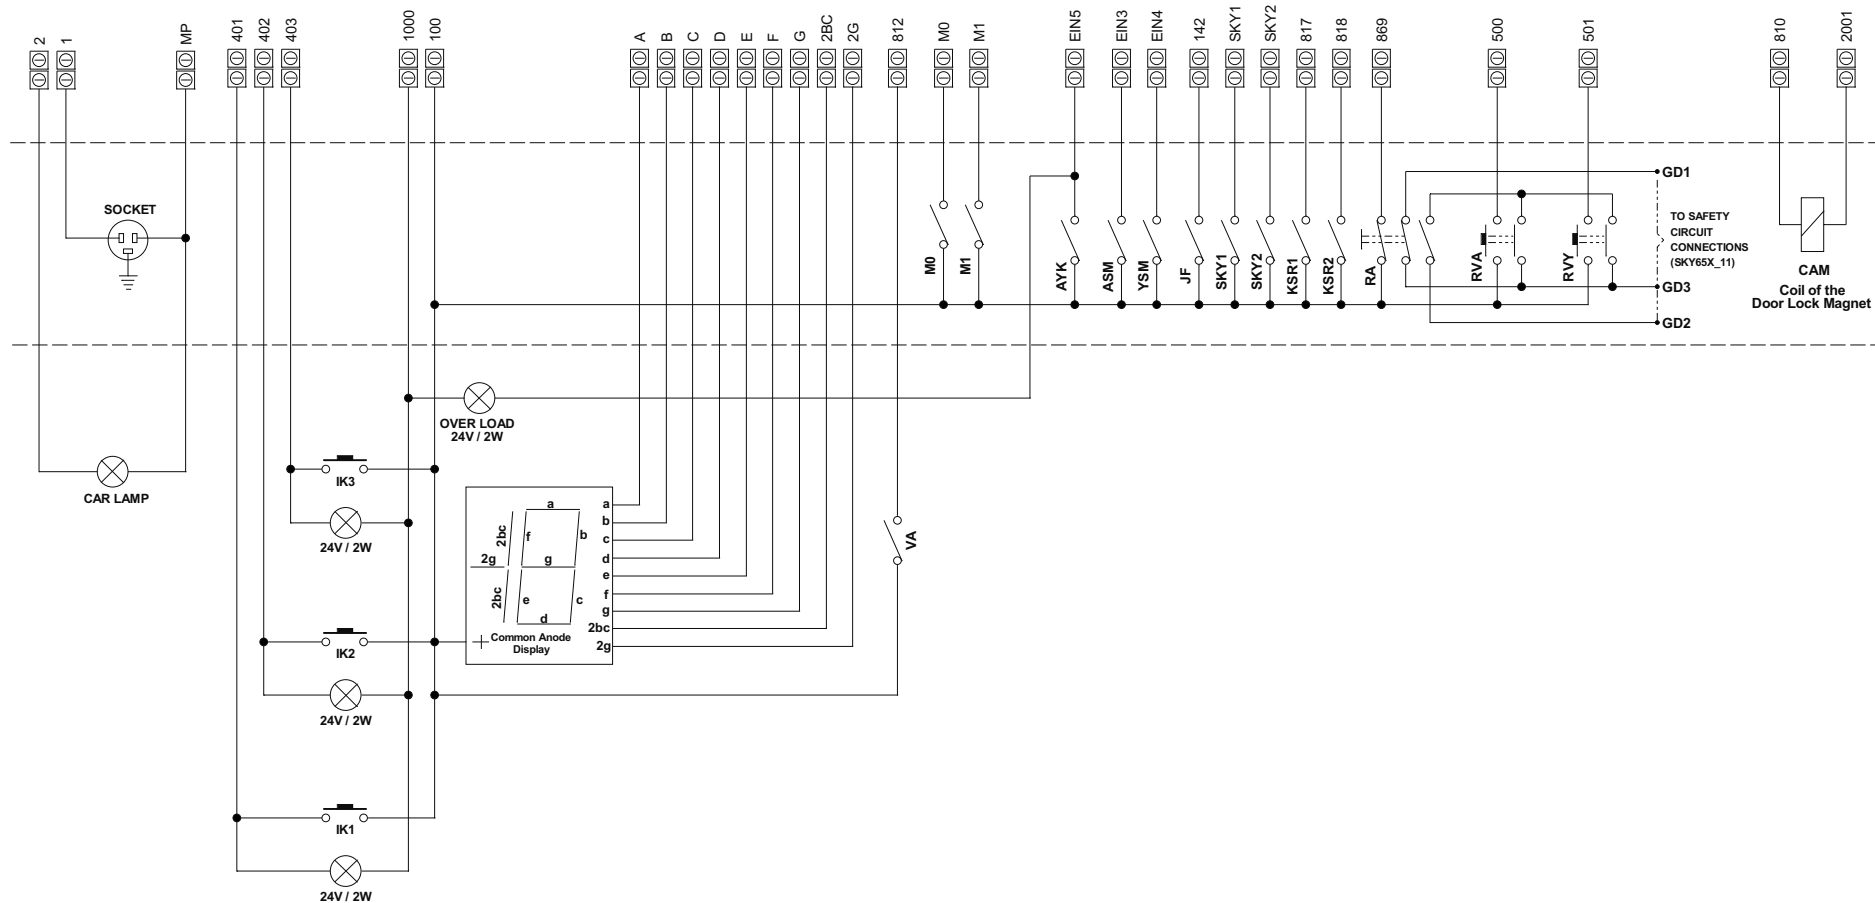 2
1
MP
401
402
403
1000
100
A
B
C
D
E
F
G
2BC
2G
812
M0
M1
EIN5
EIN3
EIN4
142
SKY1
SKY2
817
818
869
500
501
810
2001
SOCKET
M0
M1
AYK
ASM
YSM
JF
SKY1
SKY2
KSR1
KSR2
RA
RVA
RVY
GD1
TO SAFETY
CIRCUIT
CONNECTIONS
(SKY65X_11)
GD3
GD2
CAM
Coil of the
Door Lock Magnet
OVER LOAD
24V / 2W
CAR LAMP
IK3
24V / 2W
a
a
b
2bc
f
b
c
2g
g
d
e
2bc
e
c
f
d
g
2bc
+ Common Anode
Display
2g
VA
IK2
24V / 2W
IK1
24V / 2W